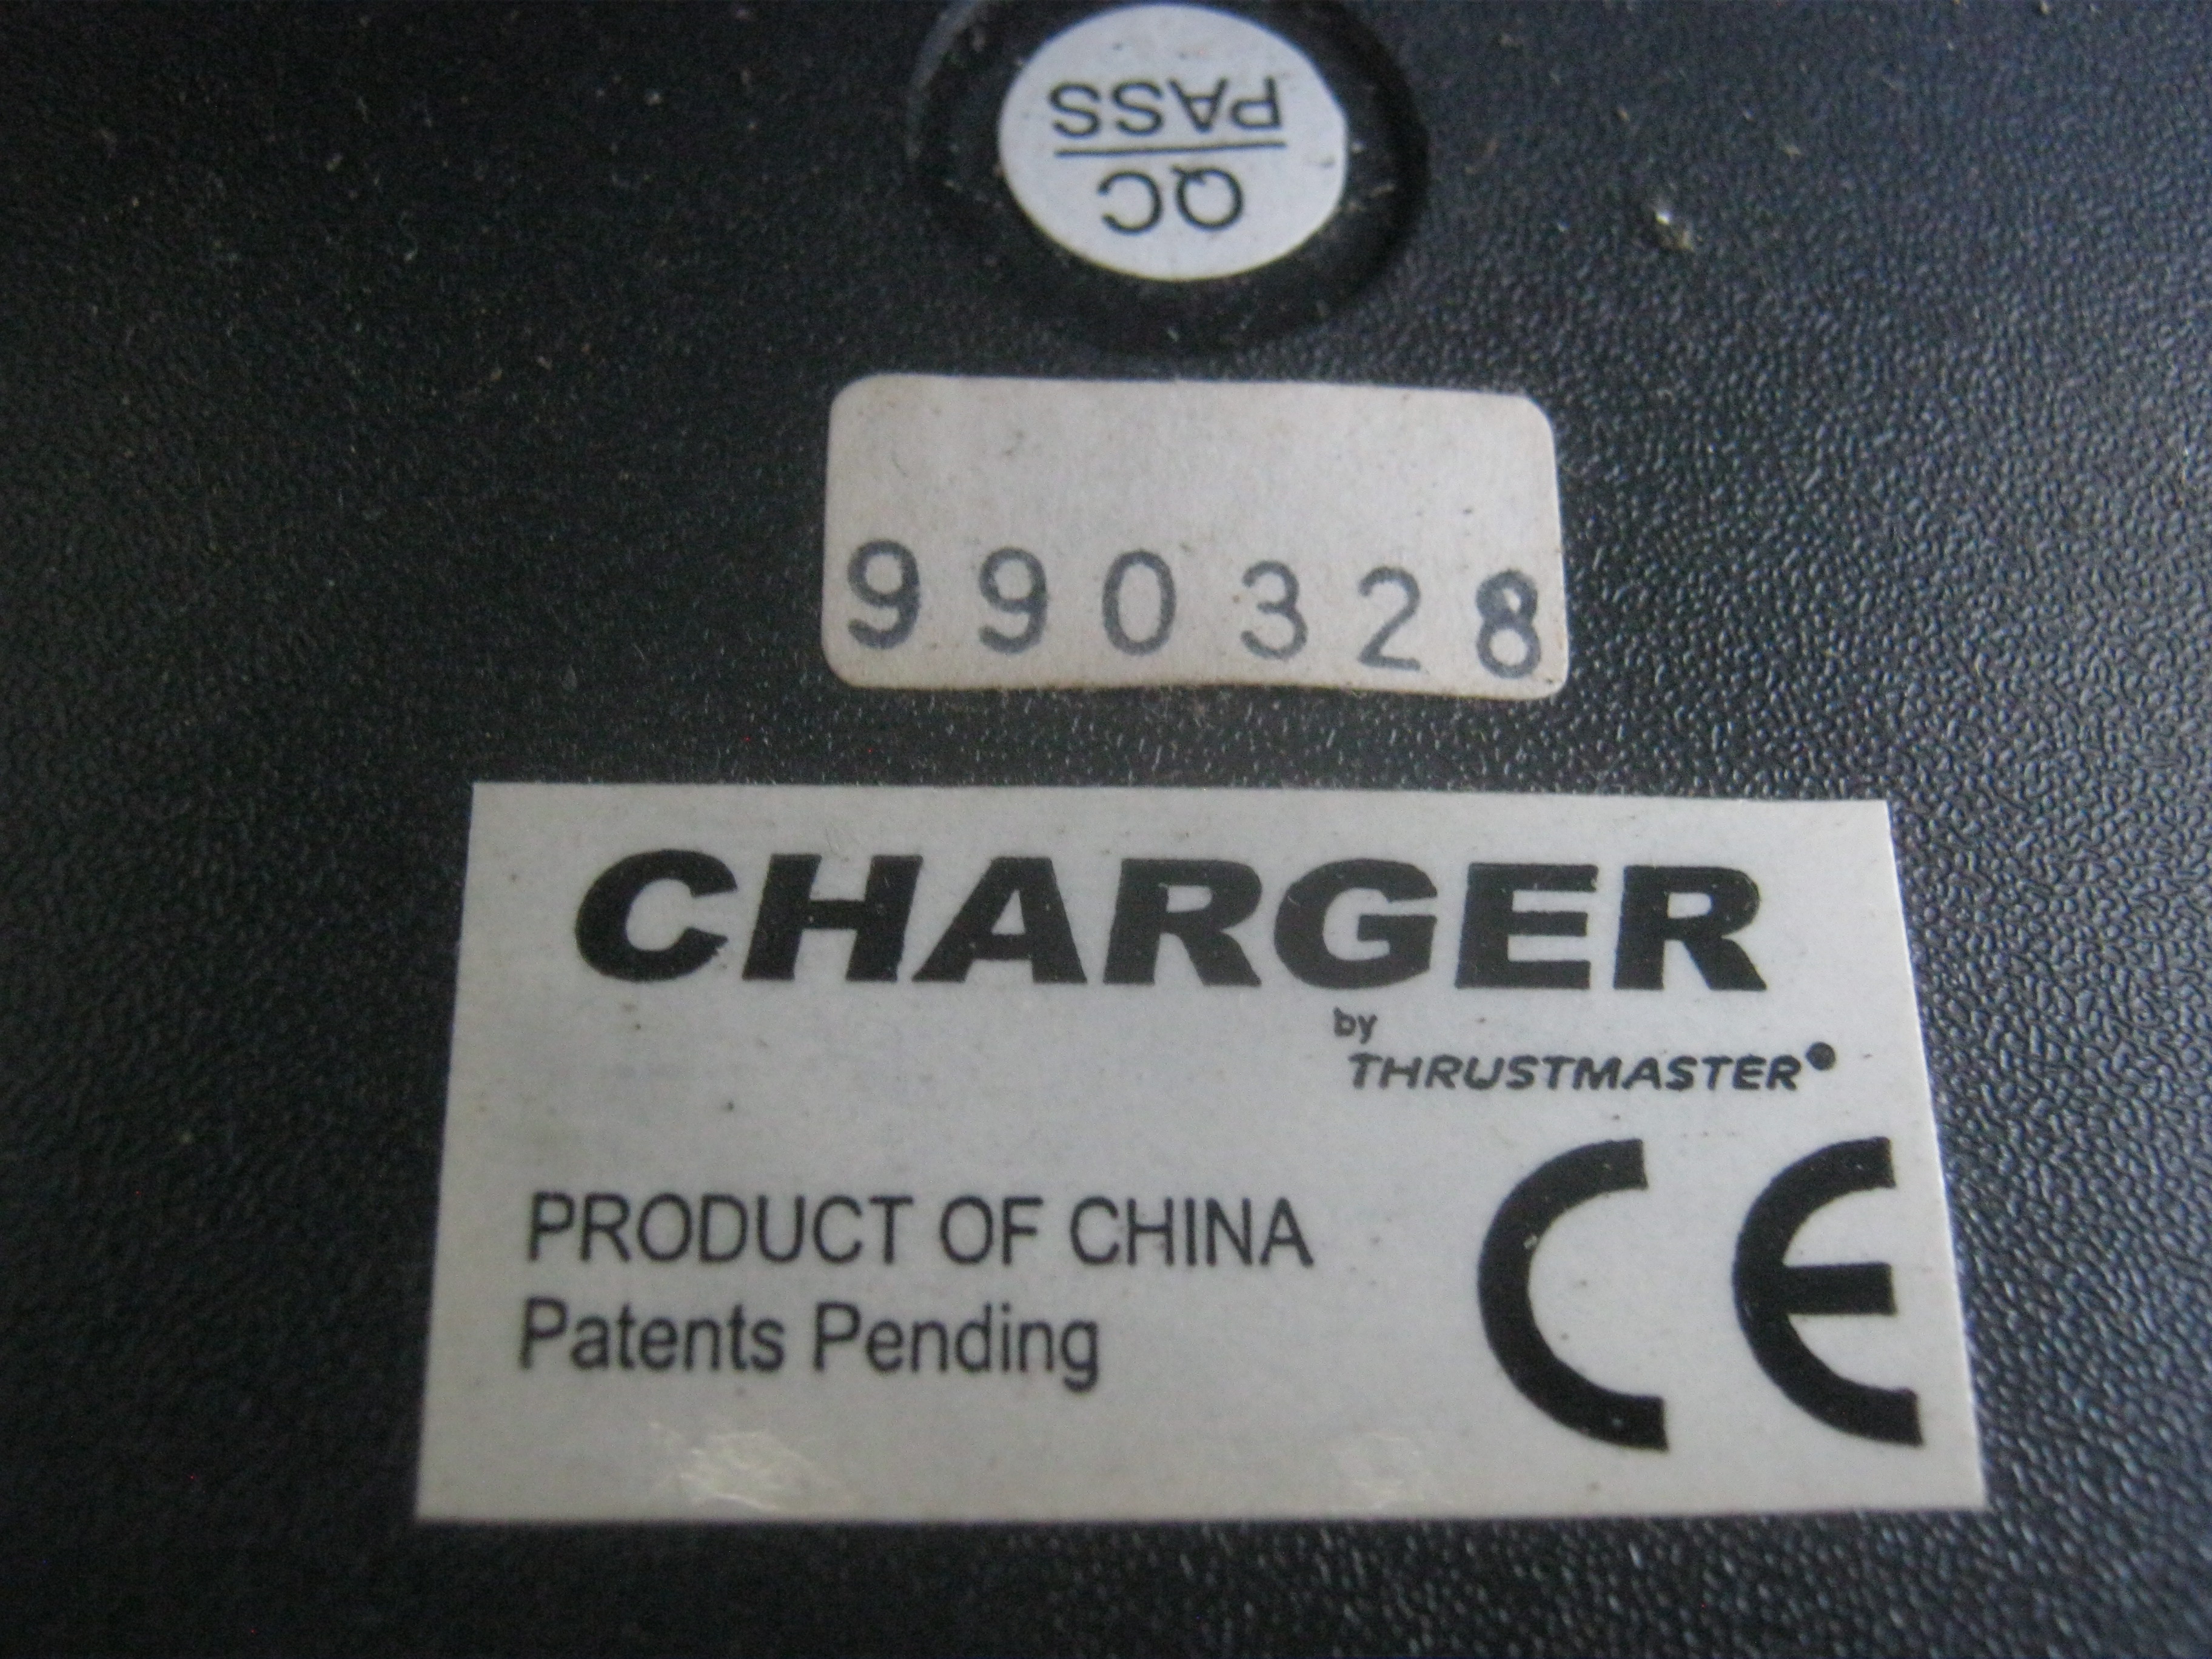 QC
PASS
990328
CHARGER
by
THRUSTMASTER®
PRODUCT OF CHINA
Patents Pending
CE